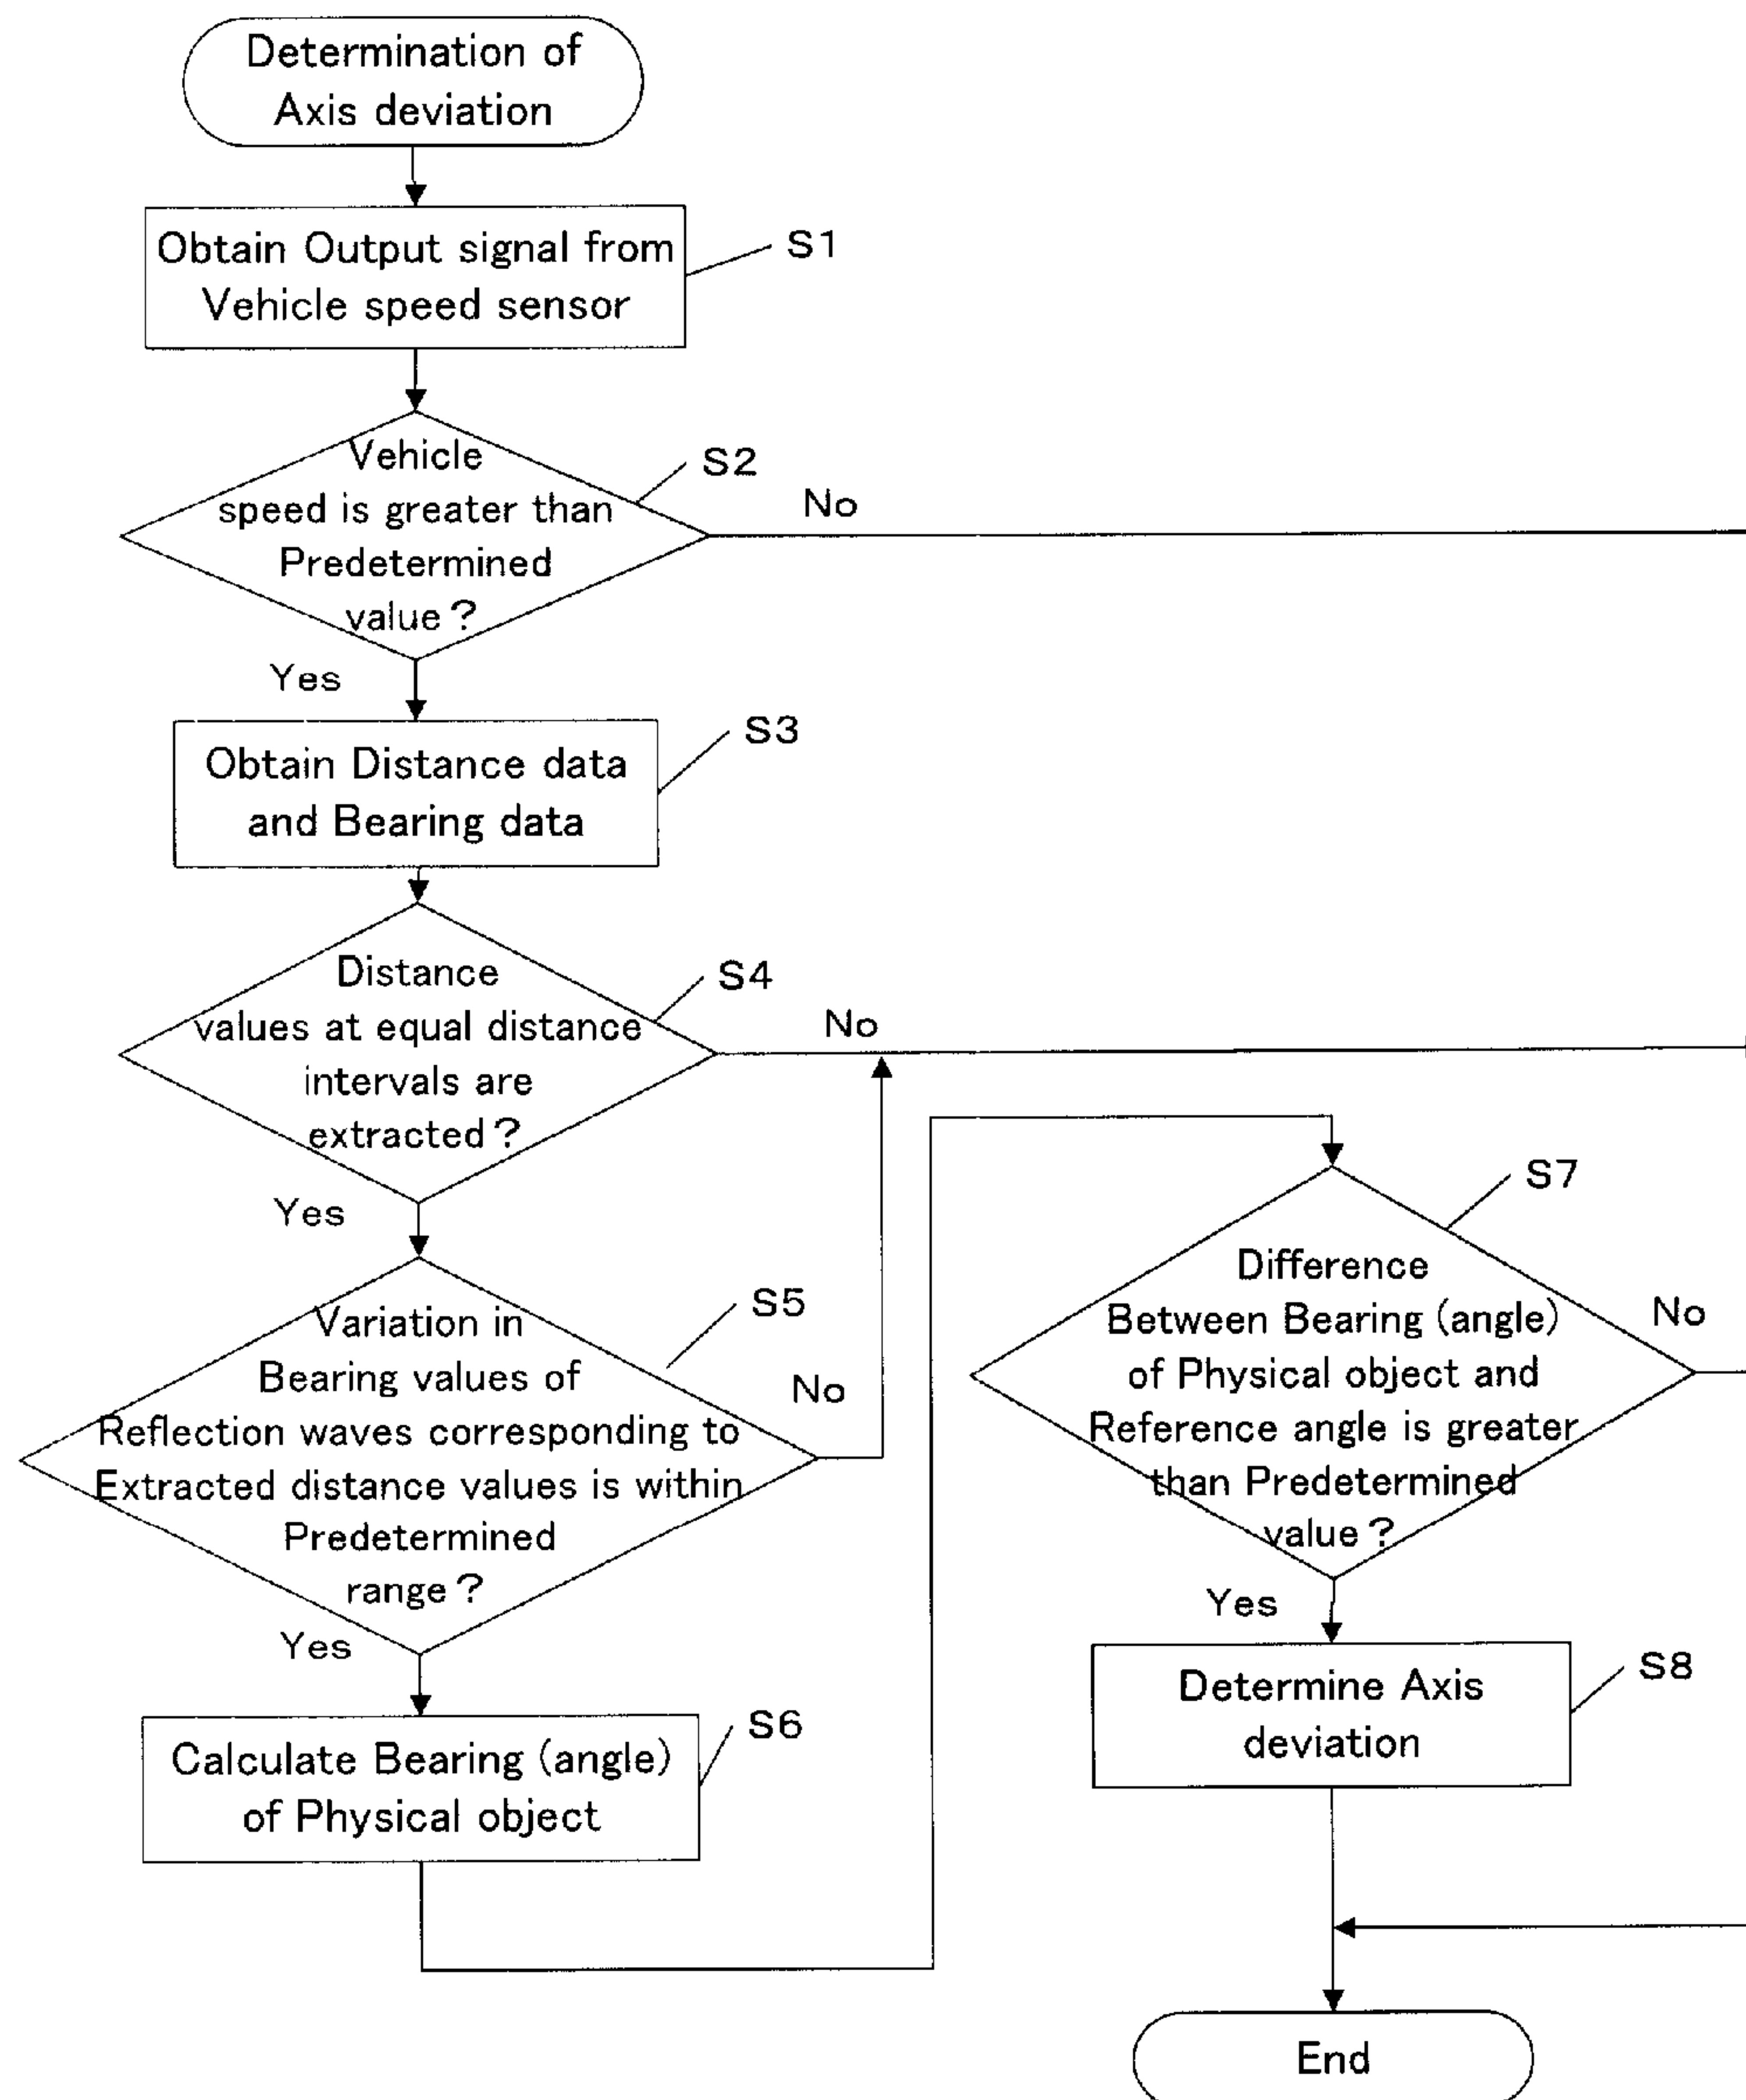 Determination of
Axis deviation
Obtain Output signal from
Vehicle speed sensor
S1
Vehicle
speed is greater than
Predetermined
value?
S2
No
Yes
Obtain Distance data
and Bearing data
S3
Distance
values at equal distance
intervals are
extracted?
S4
No
Yes
Variation in
Bearing values of
Reflection waves corresponding to
Extracted distance values is within
Predetermined
range?
S5
No
Yes
Calculate Bearing (angle)
of Physical object
S6
Difference
Between Bearing (angle)
of Physical object and
Reference angle is greater
than Predetermined
value?
S7
No
Yes
Determine Axis
deviation
S8
End